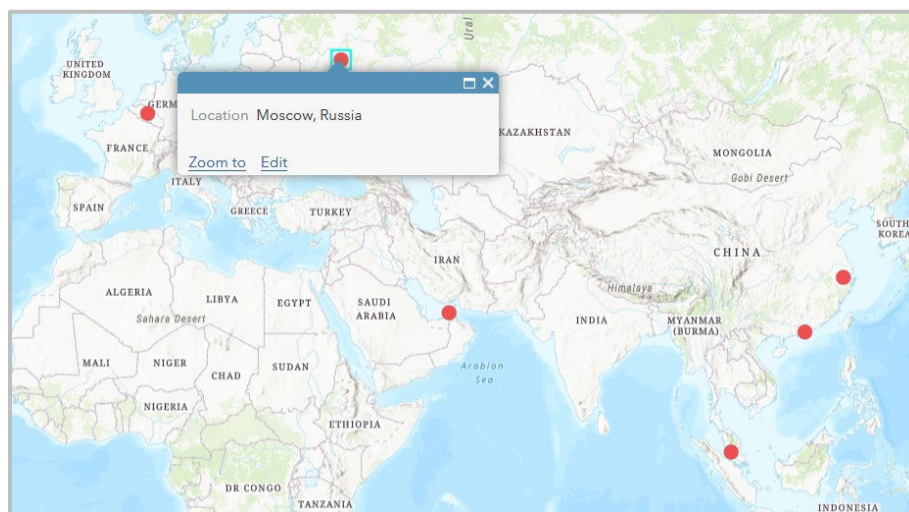 Ural
UNITED
KINGDOM
GERM
Location Moscow, Russia
Zoom to Edit
FRANCE
KAZAKHSTAN
MONGOLIA
Gobi Desert
ITALY
SPAIN
GREECE
TURKEY
SOUTH
KOREA
CHINA
IRAN
Himalaya
ALGERIA
LIBYA
EGYPT
SAUDI
ARABIA
Sahara Desert
INDIA
MYANMAR
(BURMA)
MALI
NIGER
CHAD
SUDAN
Arabian
Sea
NIGERIA
ETHIOPIA
DR CONGO
TANZANIA
INDONESIA